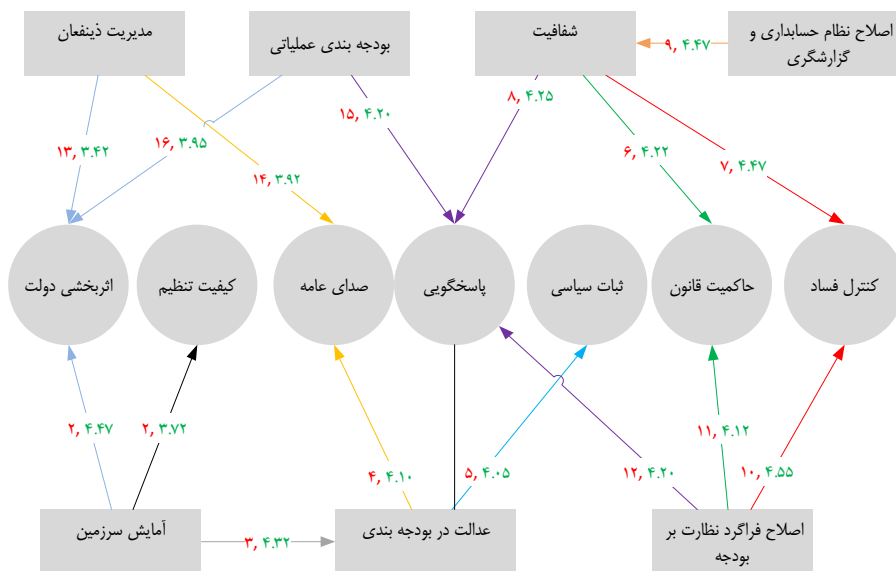 مدیریت ذینفعان
بودجه بندی عملیاتی
شفافیت
اصلاح نظام حسابداری و
گزارشگری
۹, ۴.۴۷
۸, ۴.۲۵
۱۵, ۴.۲۰
۱۳, ۳.۴۲
۱۶, ۳.۹۵
۶, ۴.۲۲
۷, ۴.۴۷
۱۴, ۳.۹۲
اثربخشی دولت
کیفیت تنظیم
صدای عامه
پاسخگویی
ثبات سیاسی
حاکمیت قانون
کنترل فساد
۲, ۴.۴۷
۲, ۳.۷۲
۴, ۴.۱۰
۵, ۴.۰۵
۱۲, ۴.۲۰
۱۱, ۴.۱۲
۱۰, ۴.۵۵
آمایش سرزمین
۳, ۴.۳۲
عدالت در بودجه بندی
اصلاح فراگرد نظارت بر
بودجه